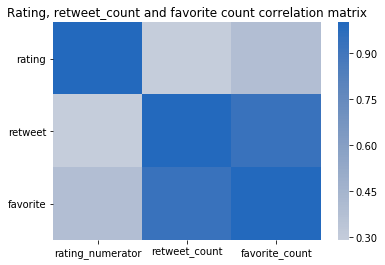 Rating, retweet_count and favorite count correlation matrix
rating
retweet
favorite
rating_numerator
retweet_count
favorite_count
0.90
0.75
0.60
0.45
0.30